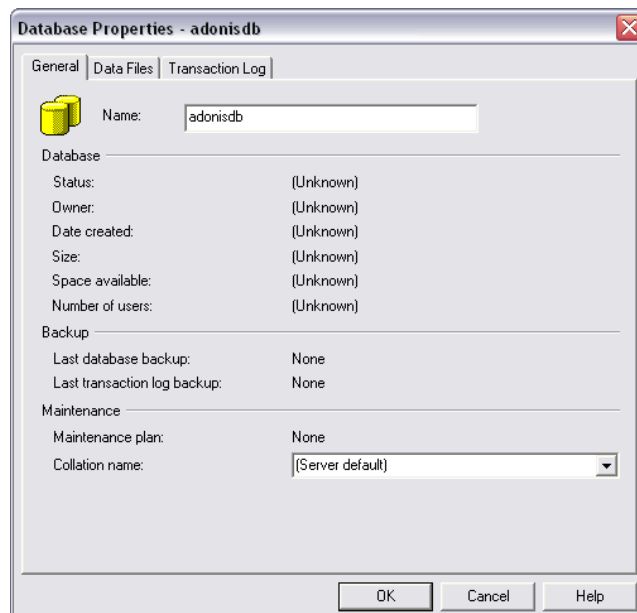 Database Properties - adonisdb
General Data Files Transaction Log
Name: adonisdb
Database
Status: (Unknown)
Owner: (Unknown)
Date created: (Unknown)
Size: (Unknown)
Space available: (Unknown)
Number of users: (Unknown)
Backup
Last database backup: None
Last transaction log backup: None
Maintenance
Maintenance plan: None
Collation name: (Server default)
OK Cancel Help